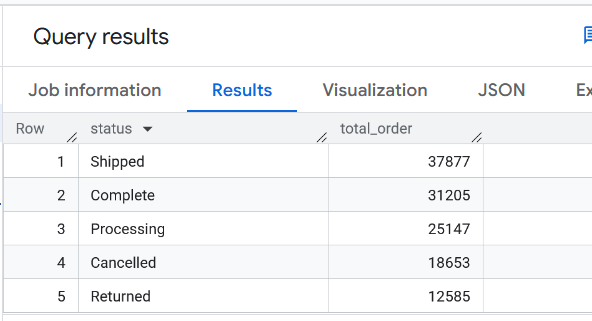 Query results
Job information Results Visualization JSON Ex
Row status total_order
1 Shipped 37877
2 Complete 31205
3 Processing 25147
4 Cancelled 18653
5 Returned 12585